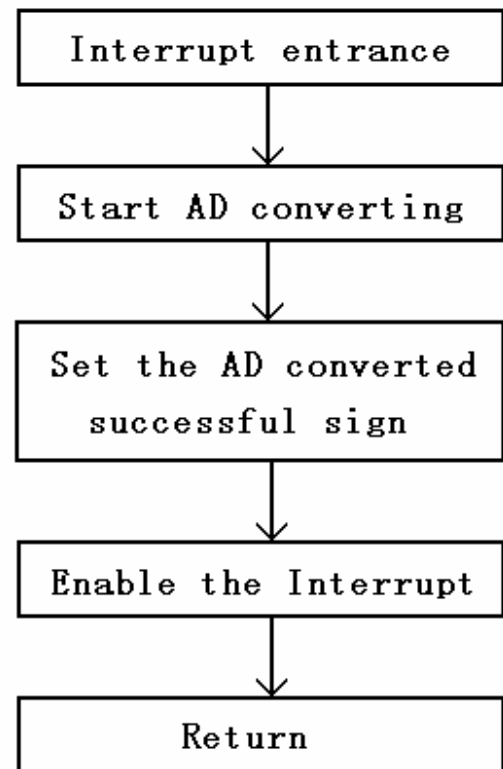 Interrupt entrance
Start AD converting
Set the AD converted
successful sign
Enable the Interrupt
Return